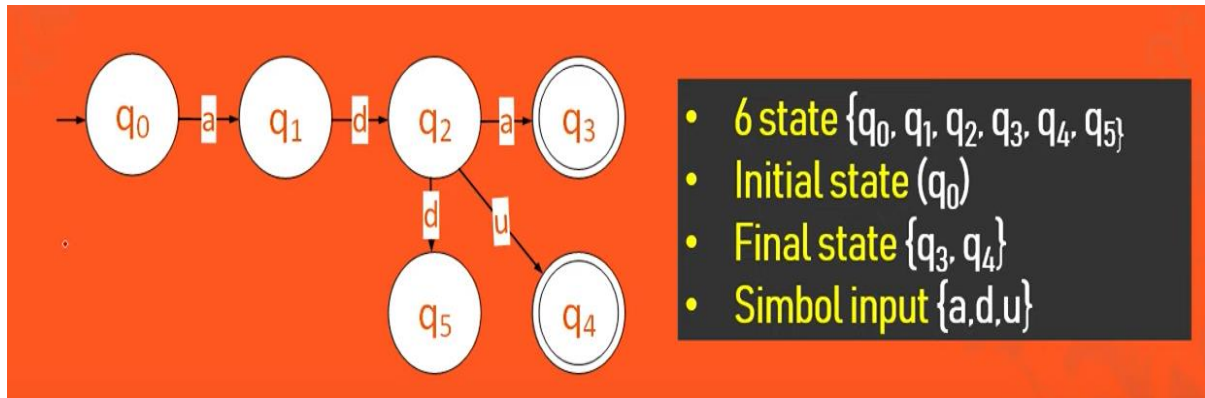 q0
a
q1
d
q2
a
q3
d
u
q5
q4
• 6 state {q0, q1, q2, q3, q4, q5}
• Initial state (q0)
• Final state {q3, q4}
• Simbol input {a,d,u}